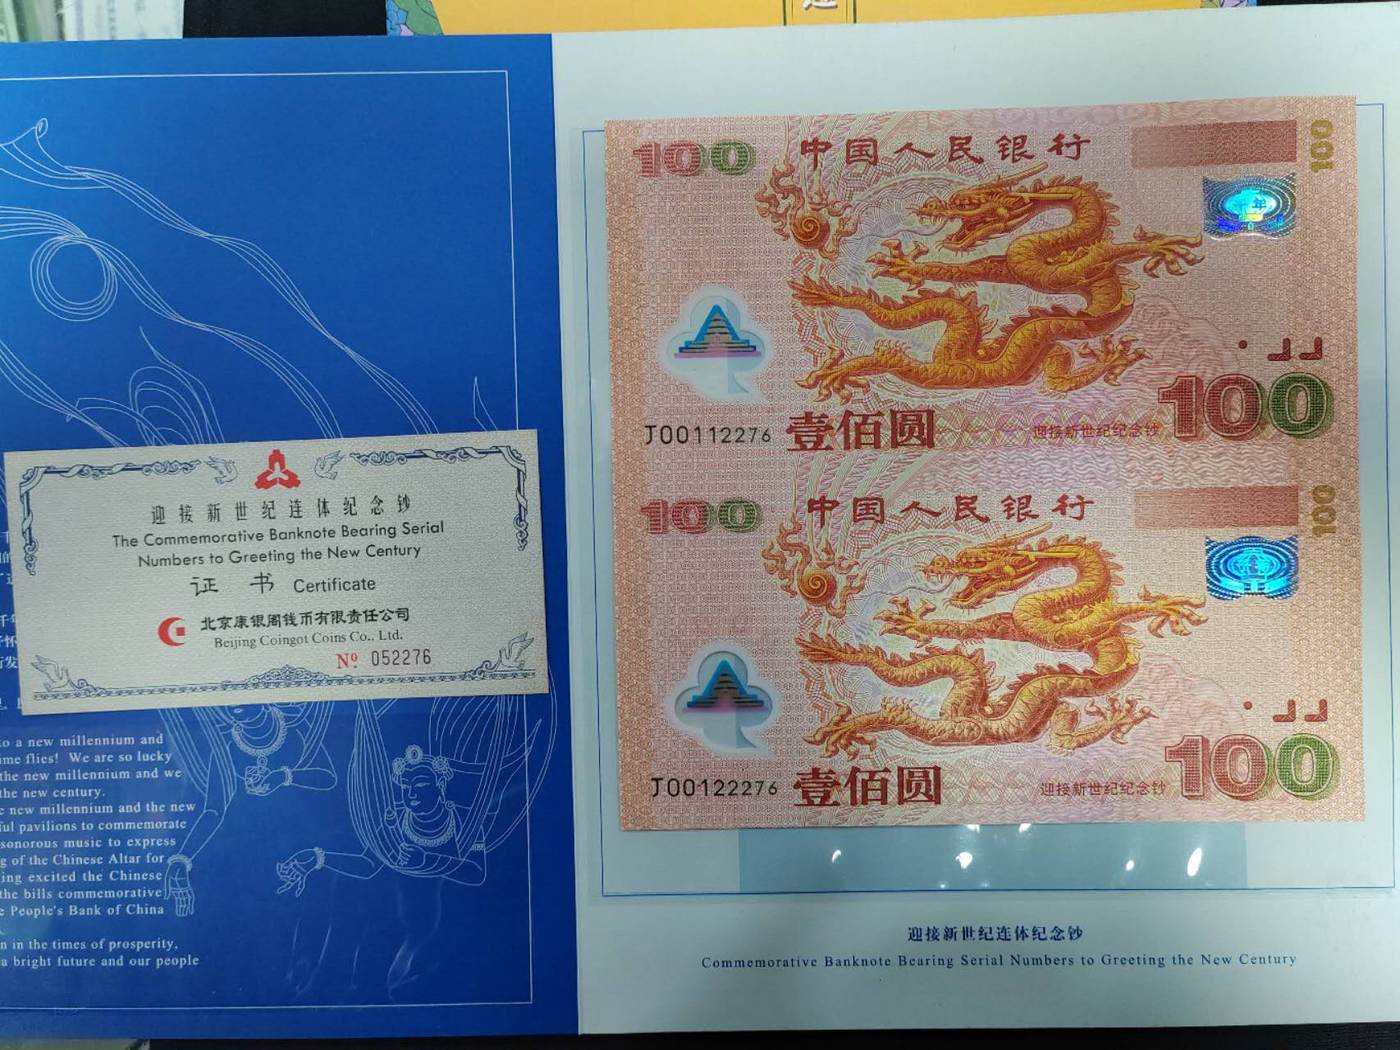 迎接新世纪连体纪念钞
The Commemorative Banknote Bearing Serial
Numbers to Greeting the New Century
证书 Certificate
北京康银阁钱币有限责任公司
Beijing Coingot Coins Co., Ltd.
Nº 052276
to a new millennium and
time flies! We are so lucky
the new millennium and we
the new century.
new millennium and the new
pavilions to commemorate
sonorous music to express
of the Chinese Altar for
excited the Chinese
the bills commemorative
People's Bank of China
in the times of prosperity,
a bright future and our people
100 中国人民银行 100
千年
J00112276 壹佰圆 迎接新世纪纪念钞 100
100 中国人民银行 100
J00122276 壹佰圆 迎接新世纪纪念钞 100
迎接新世纪连体纪念钞
Commemorative Banknote Bearing Serial Numbers to Greeting the New Century